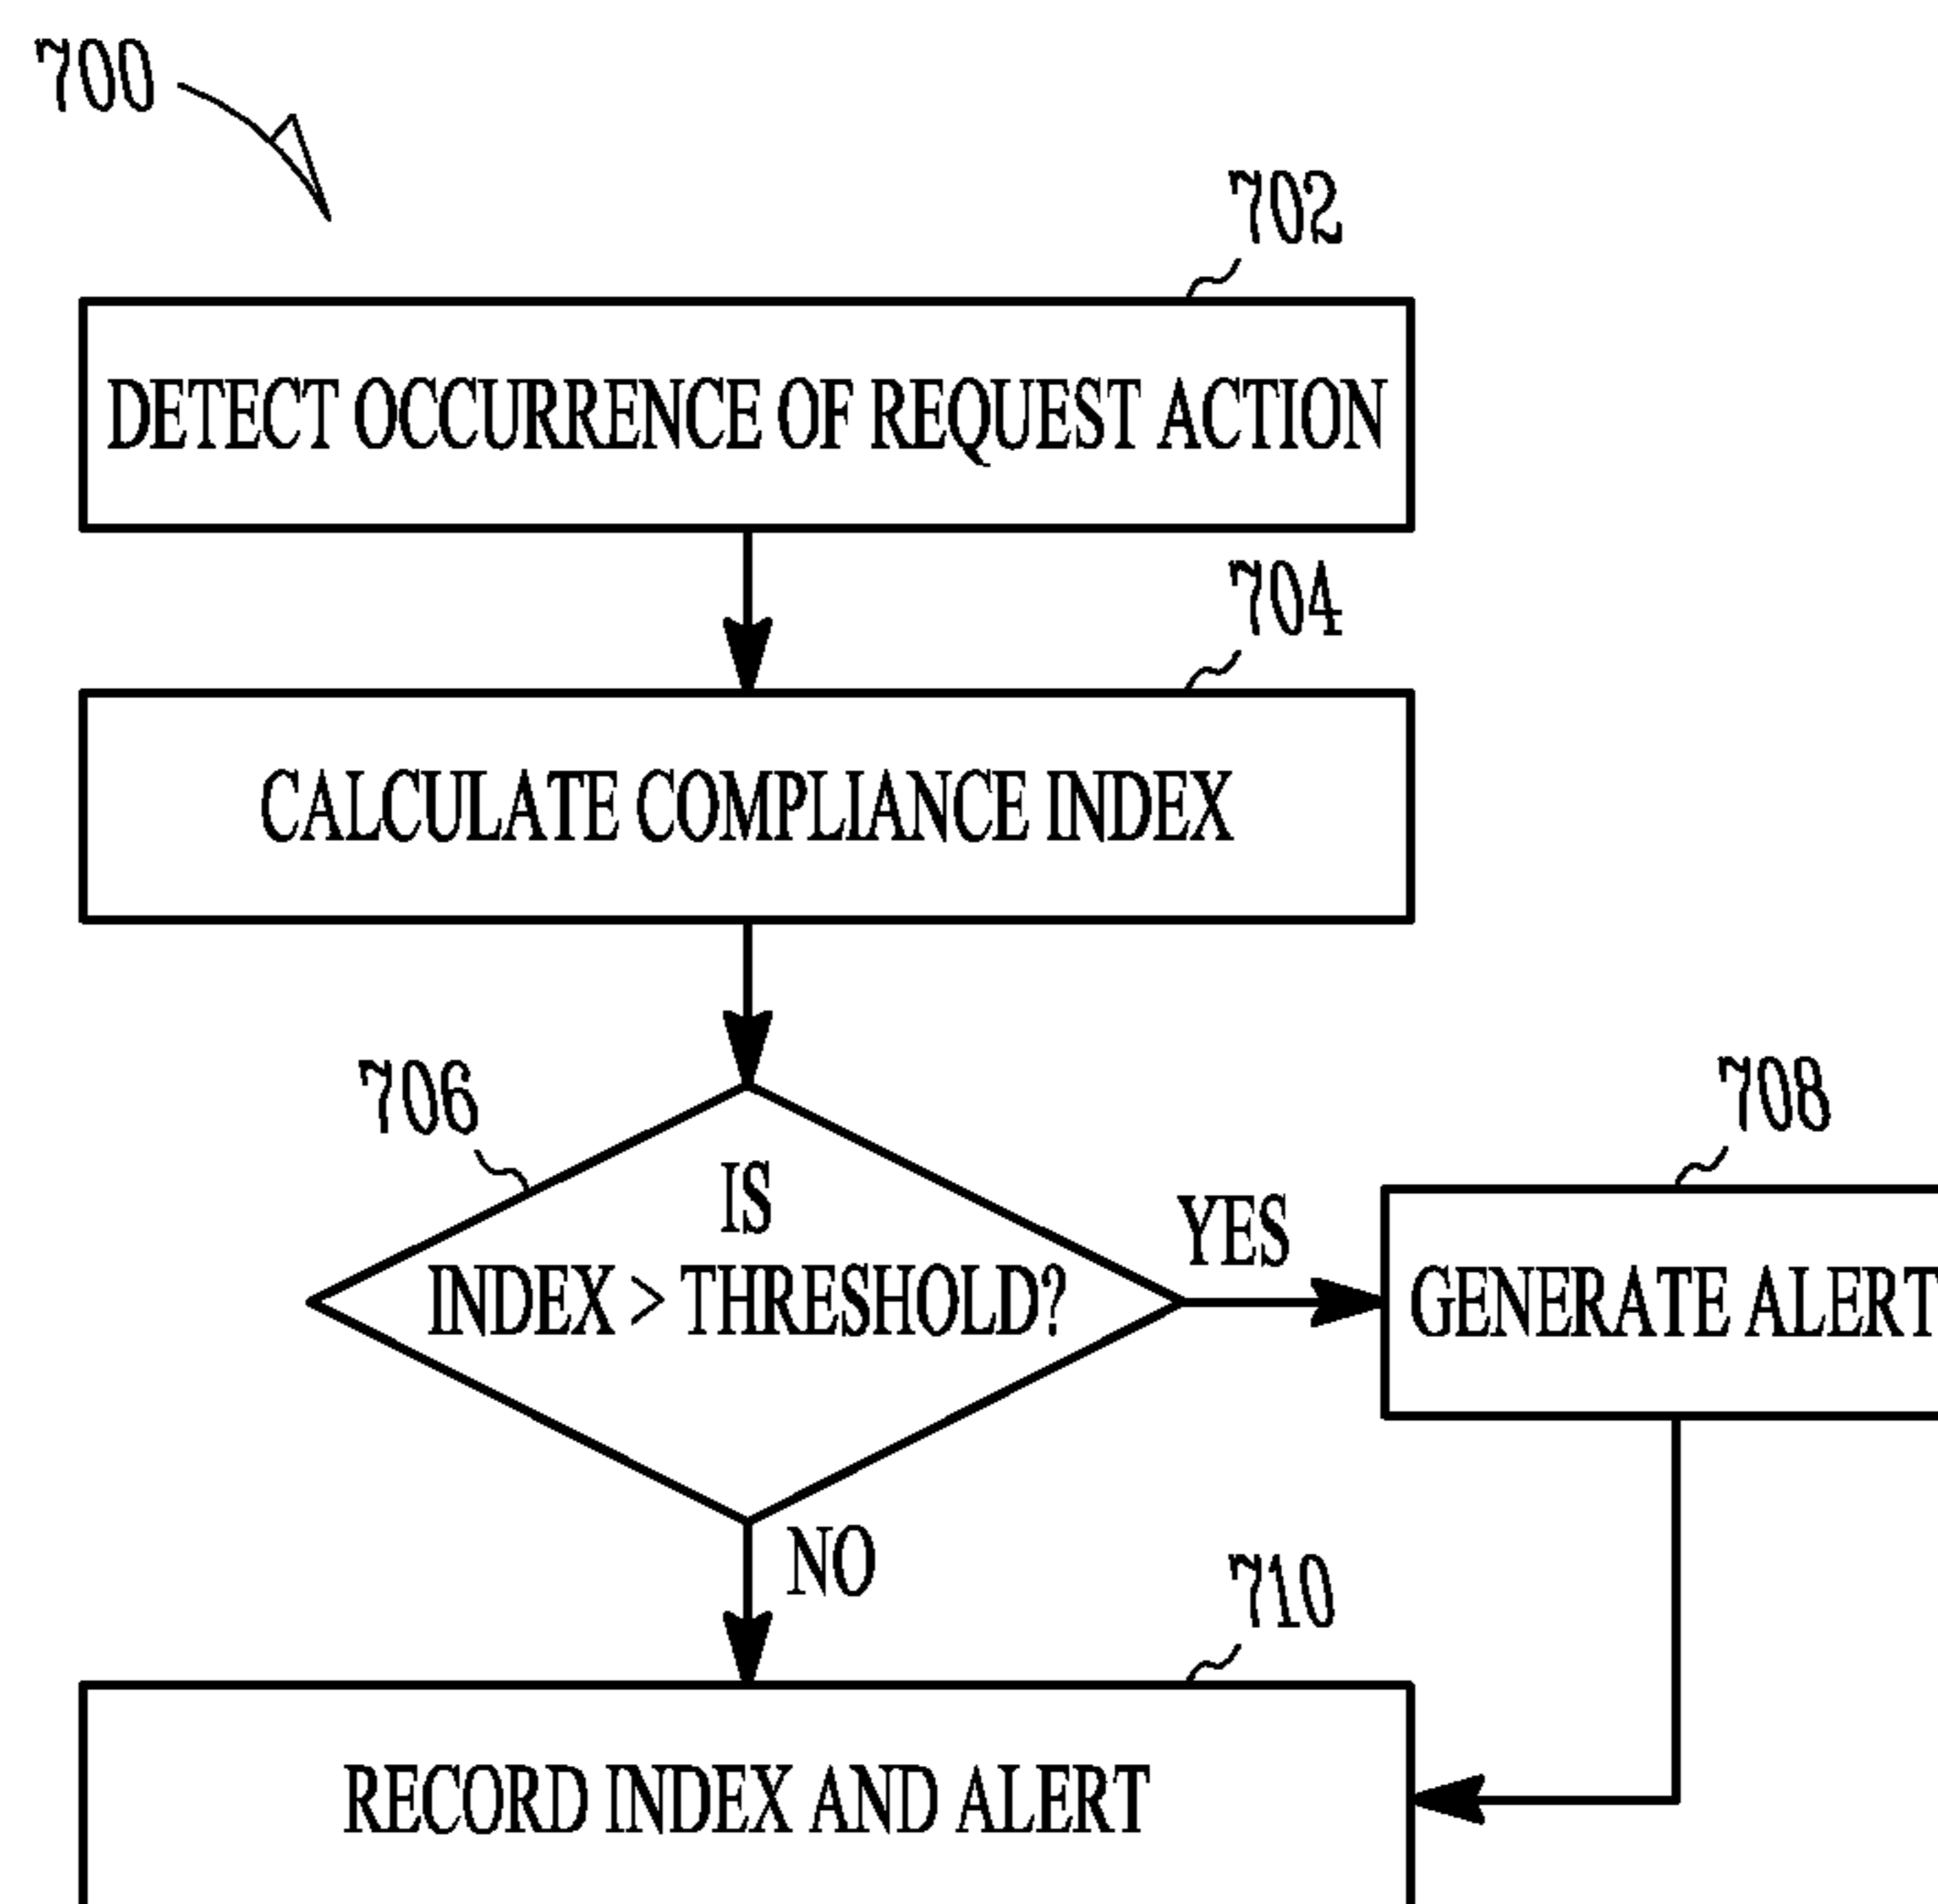 700
702
DETECT OCCURRENCE OF REQUEST ACTION
704
CALCULATE COMPLIANCE INDEX
706
IS
INDEX > THRESHOLD?
YES
708
GENERATE ALERT
NO
710
RECORD INDEX AND ALERT